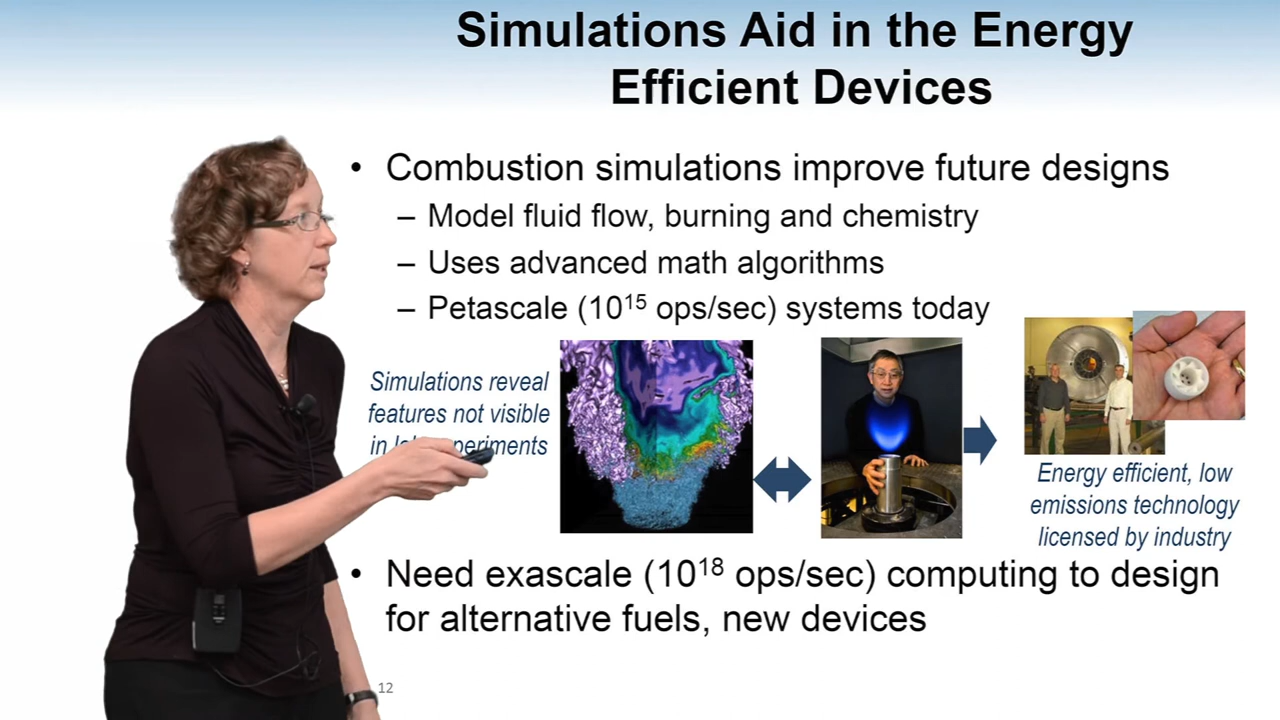 Simulations Aid in the Energy
Efficient Devices
• Combustion simulations improve future designs
– Model fluid flow, burning and chemistry
– Uses advanced math algorithms
– Petascale (10¹⁵ ops/sec) systems today
Simulations reveal
features not visible
in experiments
Energy efficient, low
emissions technology
licensed by industry
• Need exascale (10¹⁸ ops/sec) computing to design
for alternative fuels, new devices
12